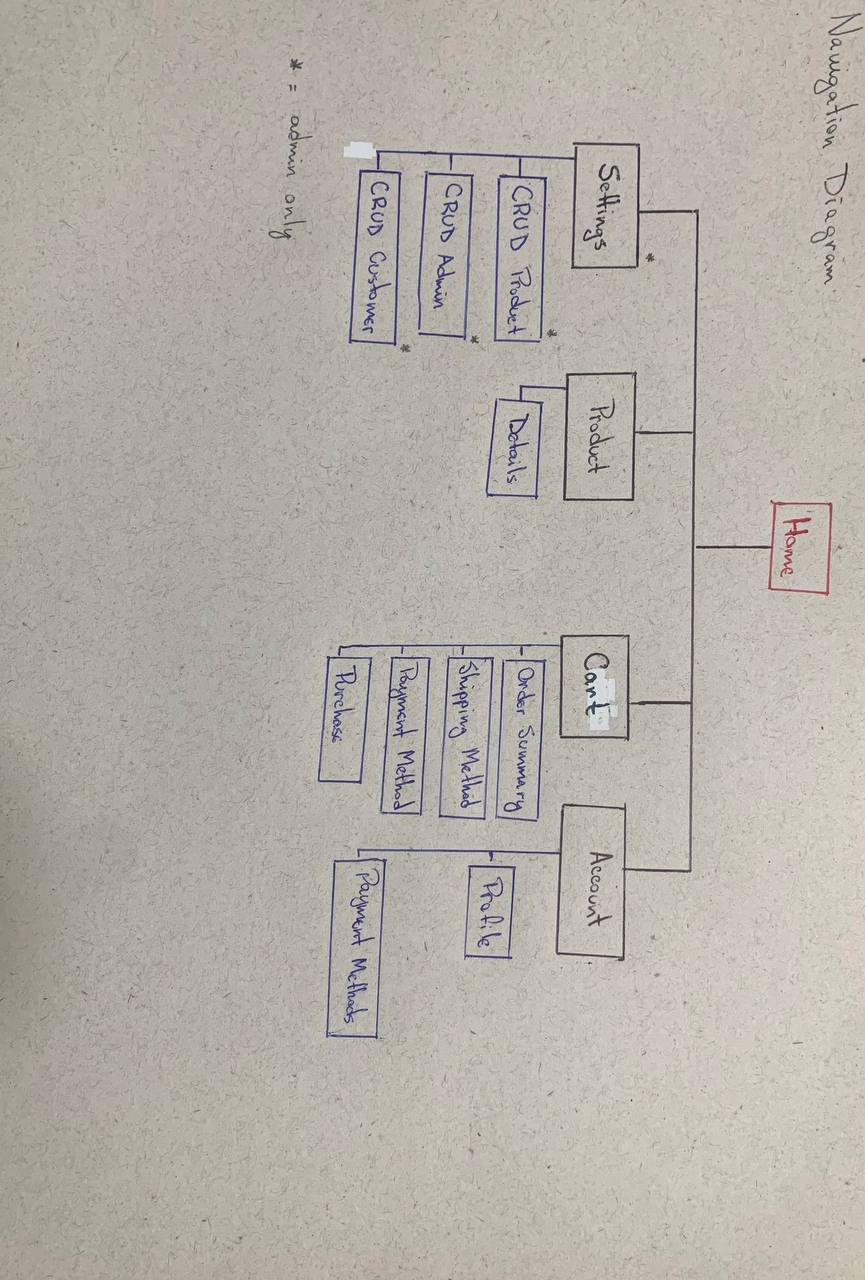 Navigation Diagram
Home
Settings *
Product
Cart
Account
CRUD Product *
CRUD Admin *
CRUD Customer *
Details
Order Summary
Shipping Method
Payment Method
Purchase
Profile
Payment Methods
* = admin only